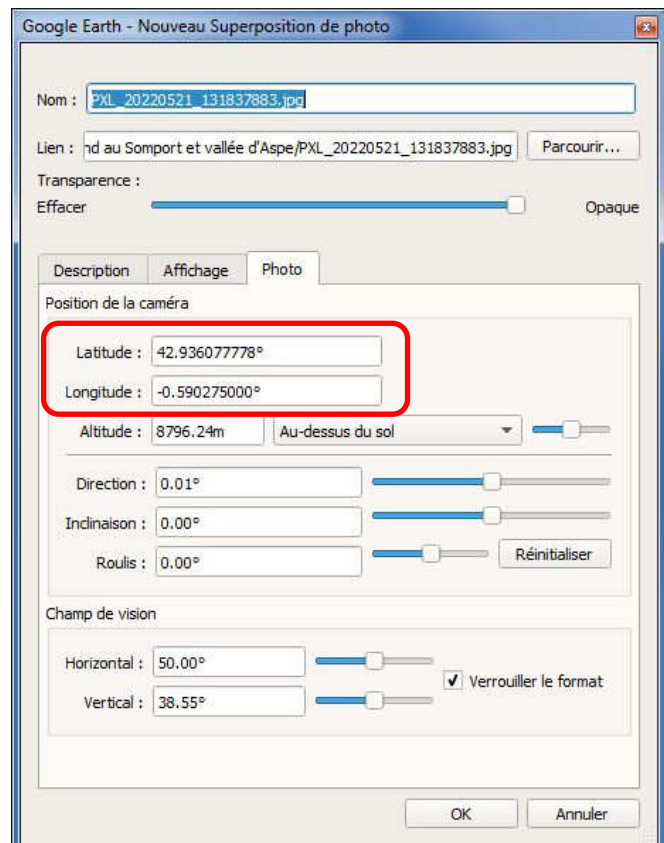 Google Earth - Nouveau Superposition de photo
Nom : PXL_20220521_131837883.jpg
Lien : nd au Somport et vallée d'Aspe/PXL_20220521_131837883.jpg Parcourir...
Transparence :
Effacer Opaque
Description Affichage Photo
Position de la caméra
Latitude : 42.936077778°
Longitude : -0.590275000°
Altitude : 8796.24m Au-dessus du sol
Direction : 0.01°
Inclinaison : 0.00°
Roulis : 0.00° Réinitialiser
Champ de vision
Horizontal : 50.00°
Verrouiller le format
Vertical : 38.55°
OK Annuler